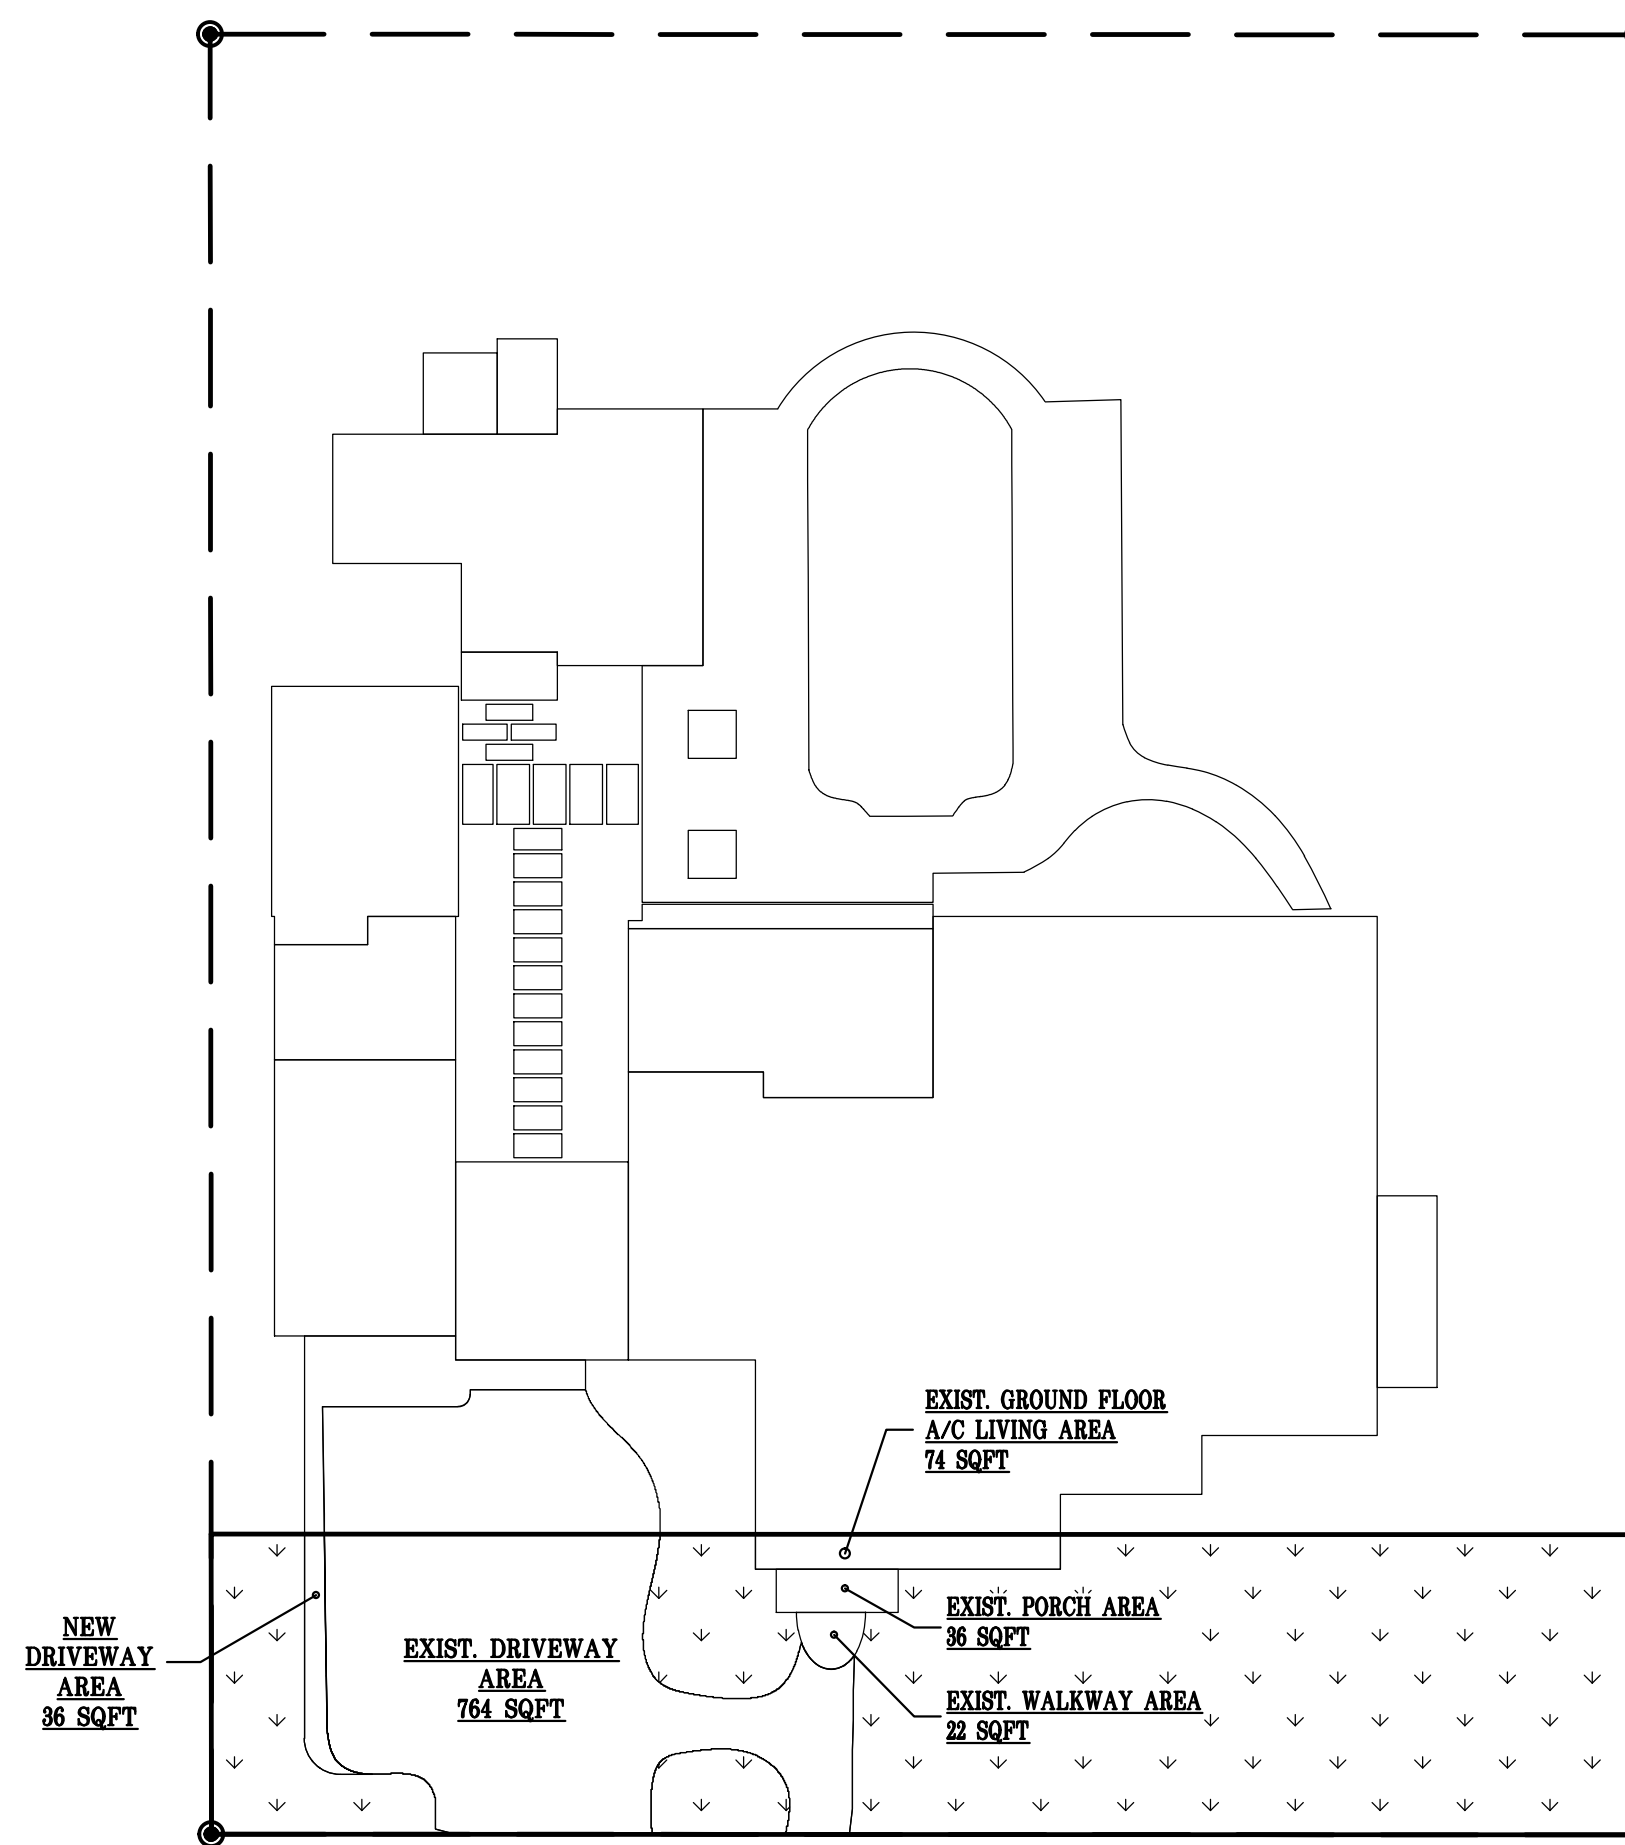 EXIST. GROUND FLOOR
A/C LIVING AREA
74 SQFT
EXIST. PORCH AREA
36 SQFT
NEW
DRIVEWAY
AREA
36 SQFT
EXIST. DRIVEWAY
AREA
764 SQFT
EXIST. WALKWAY AREA
22 SQFT